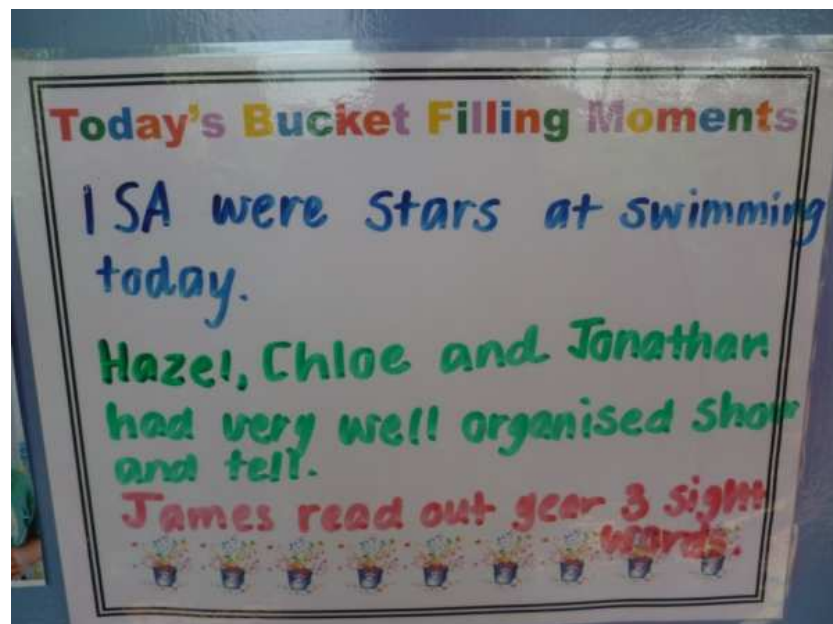 Today's Bucket Filling Moments
1SA were stars at swimming
today.
Hazel, Chloe and Jonathan
had very well organised show
and tell.
James read out year 3 sight
words.